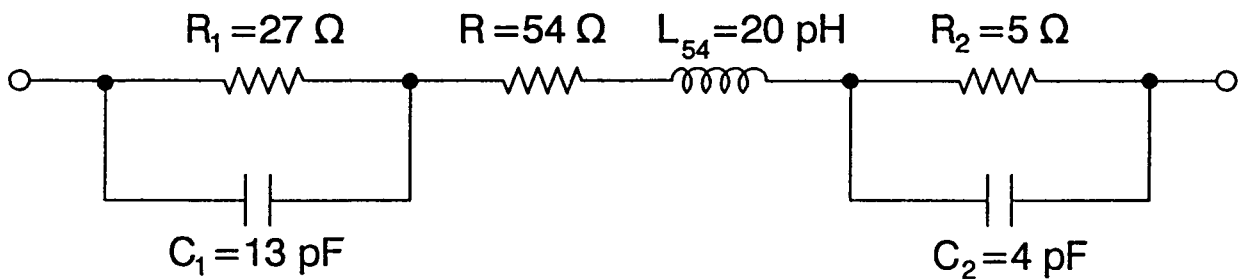 R₁=27 Ω R=54 Ω L₅₄=20 pH R₂=5 Ω
C₁=13 pF C₂=4 pF